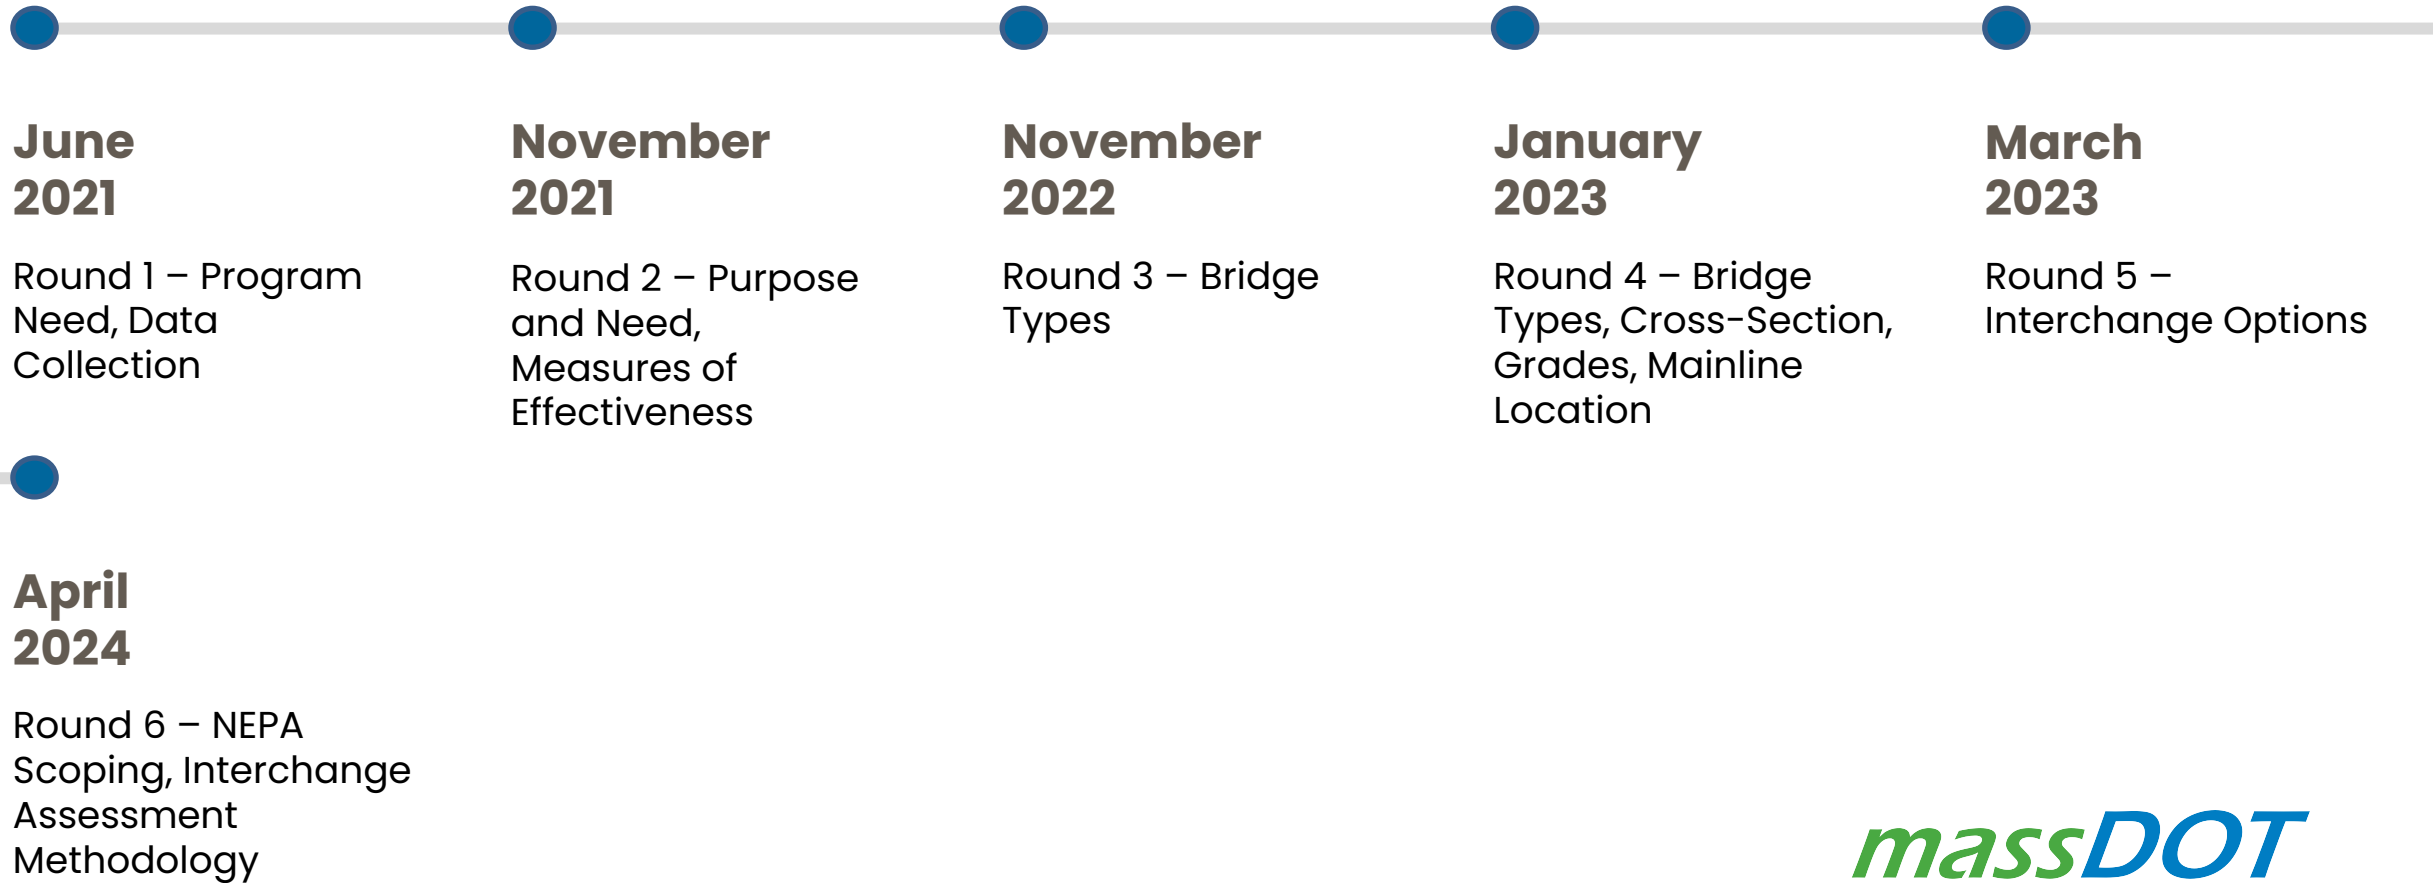 June
2021
Round 1 – Program
Need, Data
Collection
November
2021
Round 2 – Purpose
and Need,
Measures of
Effectiveness
November
2022
Round 3 – Bridge
Types
January
2023
Round 4 – Bridge
Types, Cross-Section,
Grades, Mainline
Location
March
2023
Round 5 –
Interchange Options
April
2024
Round 6 – NEPA
Scoping, Interchange
Assessment
Methodology
massDOT